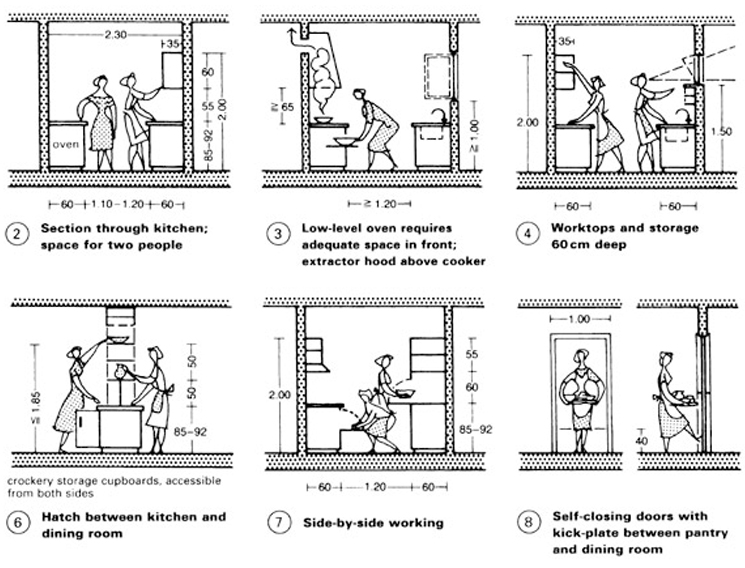 2.30
35
60
55
85–92
2.00
oven
60 1.10–1.20 60
2 Section through kitchen;
space for two people
≥ 65
≥ 1.00
≥ 1.20
3 Low-level oven requires
adequate space in front;
extractor hood above cooker
35
2.00
1.50
60 60
4 Worktops and storage
60 cm deep
≤ 1.85
50
50
85–92
crockery storage cupboards, accessible
from both sides
6 Hatch between kitchen and
dining room
2.00
55
60
85–92
60 1.20 60
7 Side-by-side working
1.00
40
8 Self-closing doors with
kick-plate between pantry
and dining room